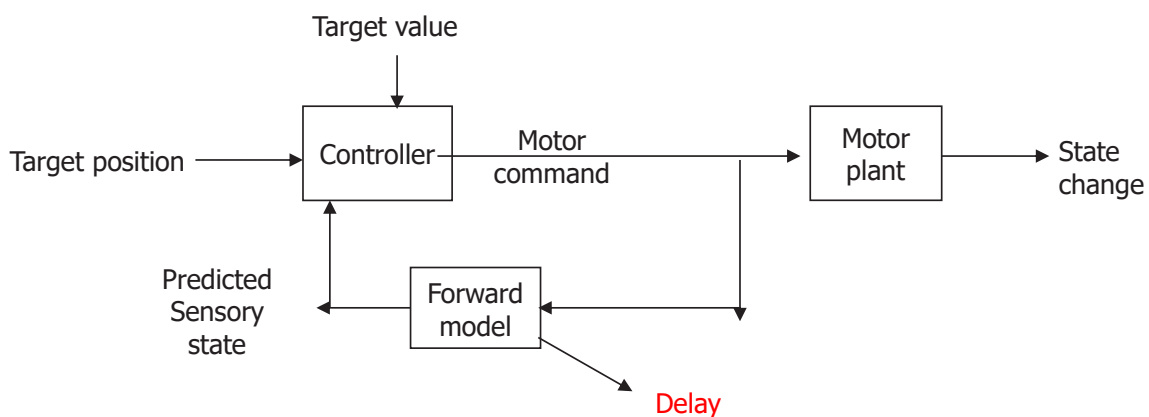 Target value
Target position
Controller
Motor
command
Motor
plant
State
change
Predicted
Sensory
state
Forward
model
Delay